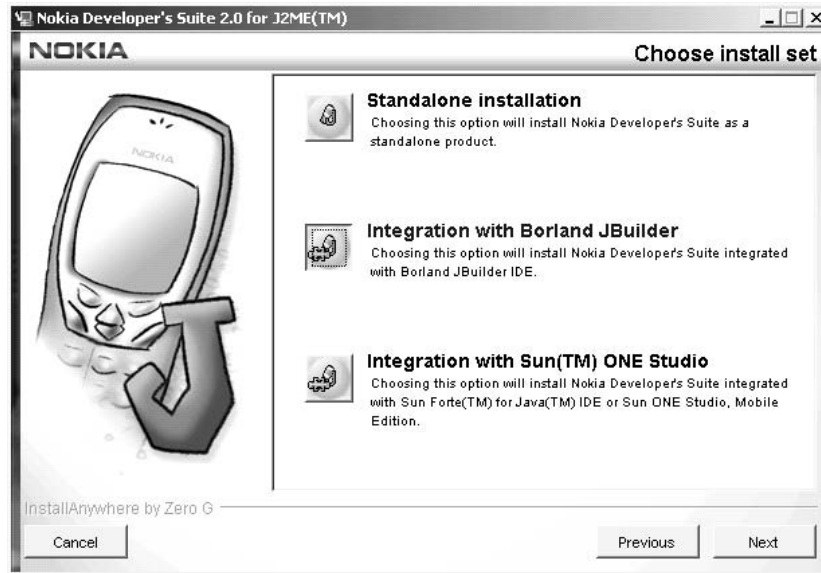 Nokia Developer's Suite 2.0 for J2ME(TM)
NOKIA
Choose install set
NOKIA
Standalone installation
Choosing this option will install Nokia Developer's Suite as a
standalone product.
Integration with Borland JBuilder
Choosing this option will install Nokia Developer's Suite integrated
with Borland JBuilder IDE.
Integration with Sun(TM) ONE Studio
Choosing this option will install Nokia Developer's Suite integrated
with Sun Forte(TM) for Java(TM) IDE or Sun ONE Studio, Mobile
Edition.
InstallAnywhere by Zero G
Cancel
Previous
Next